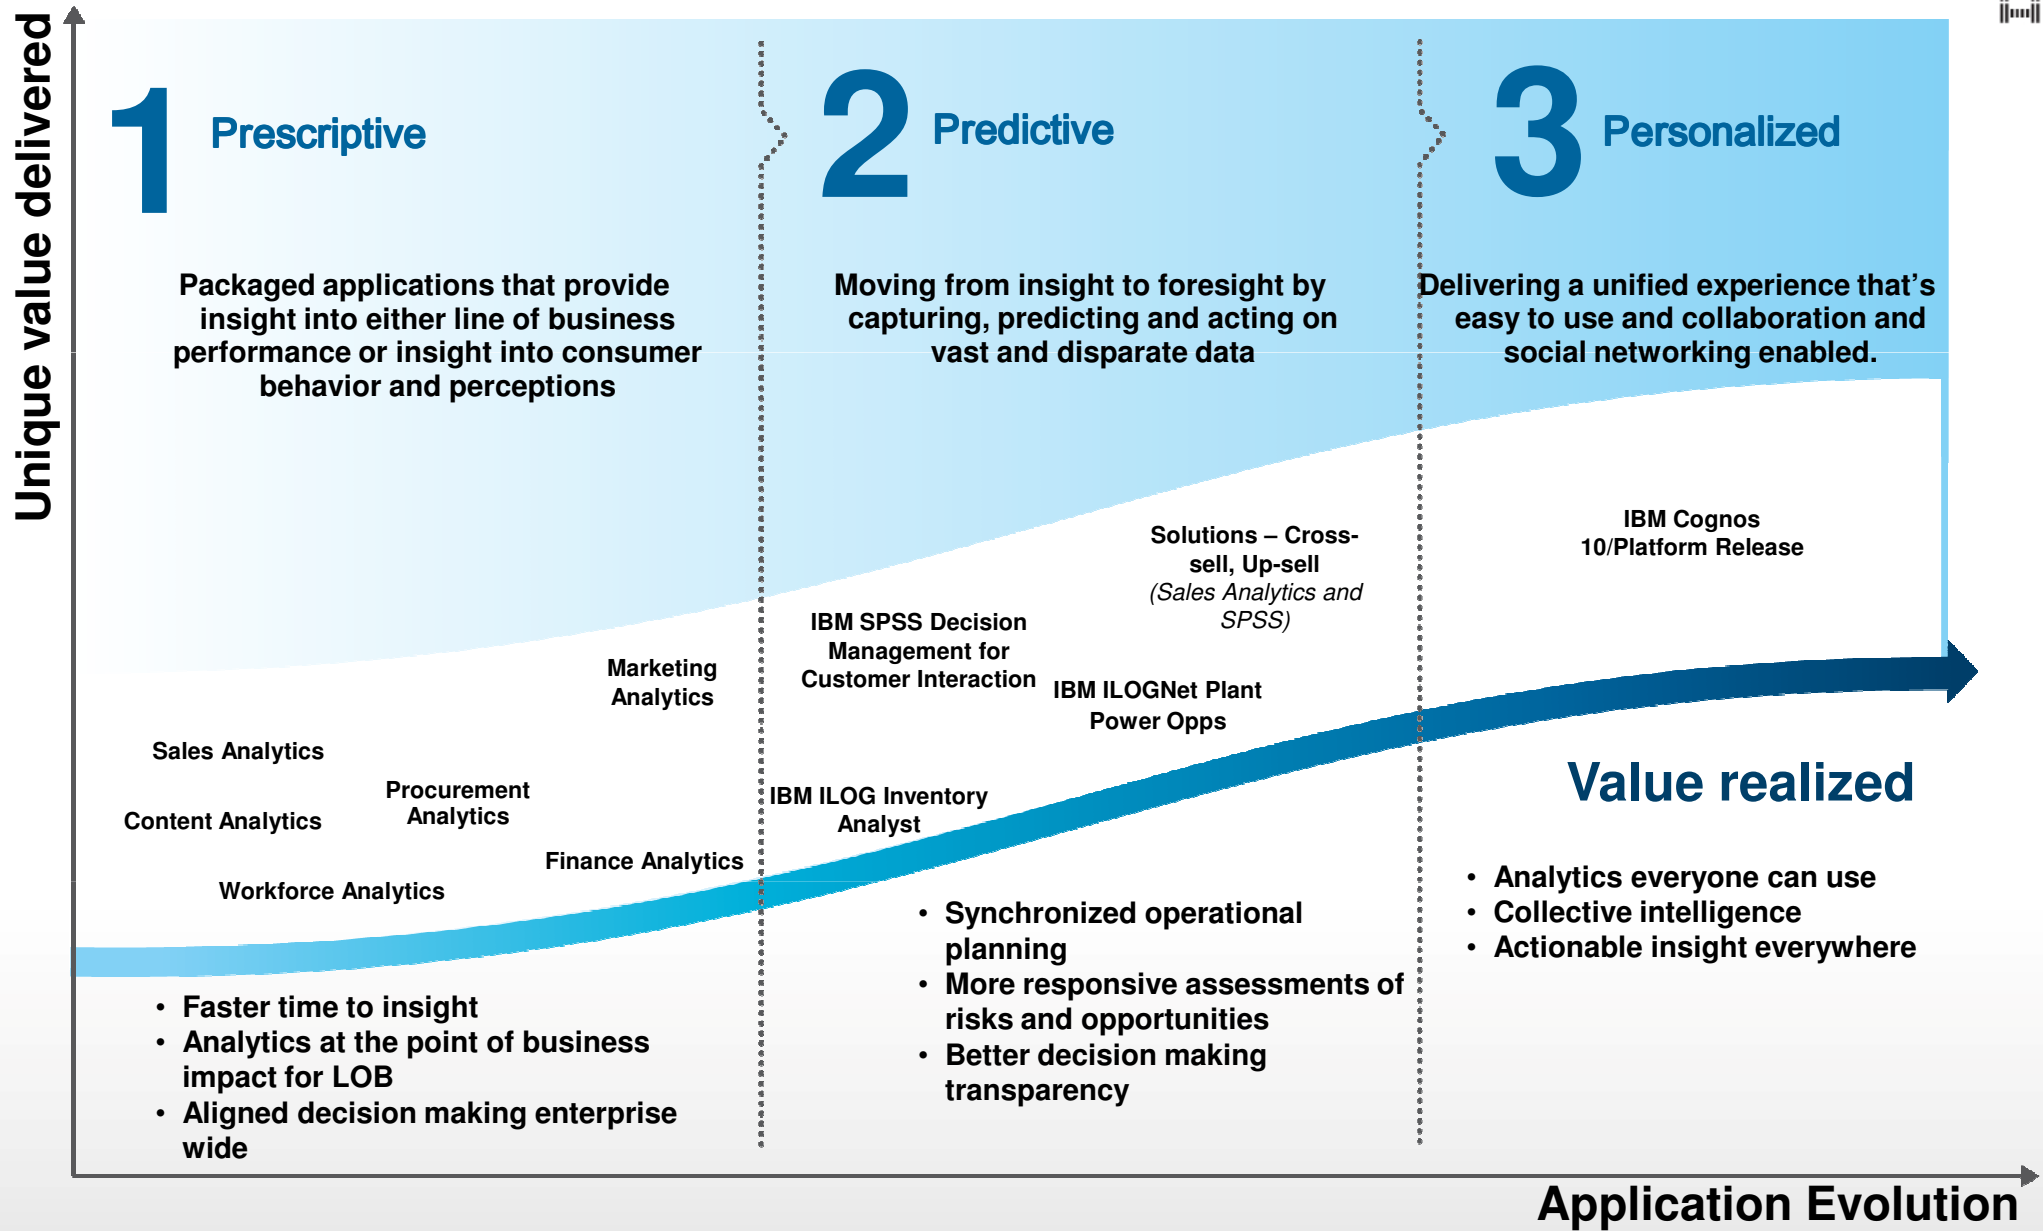 Unique value delivered
1 Prescriptive
Packaged applications that provide
insight into either line of business
performance or insight into consumer
behavior and perceptions
2 Predictive
Moving from insight to foresight by
capturing, predicting and acting on
vast and disparate data
3 Personalized
Delivering a unified experience that's
easy to use and collaboration and
social networking enabled.
Marketing
Analytics
Sales Analytics
Procurement
Analytics
Content Analytics
Finance Analytics
Workforce Analytics
Solutions – Cross-
sell, Up-sell
(Sales Analytics and
SPSS)
IBM SPSS Decision
Management for
Customer Interaction
IBM ILOGNet Plant
Power Opps
IBM ILOG Inventory
Analyst
IBM Cognos
10/Platform Release
Value realized
• Faster time to insight
• Analytics at the point of business
impact for LOB
• Aligned decision making enterprise
wide
• Synchronized operational
planning
• More responsive assessments of
risks and opportunities
• Better decision making
transparency
• Analytics everyone can use
• Collective intelligence
• Actionable insight everywhere
Application Evolution